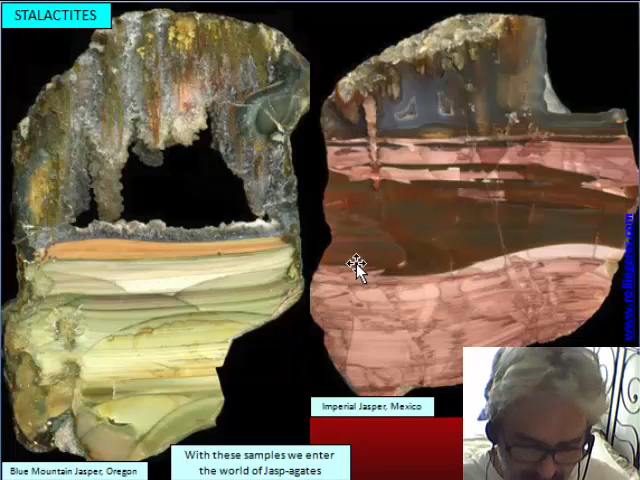 STALACTITES
Imperial Jasper, Mexico
With these samples we enter
the world of Jasp-agates
Blue Mountain Jasper, Oregon